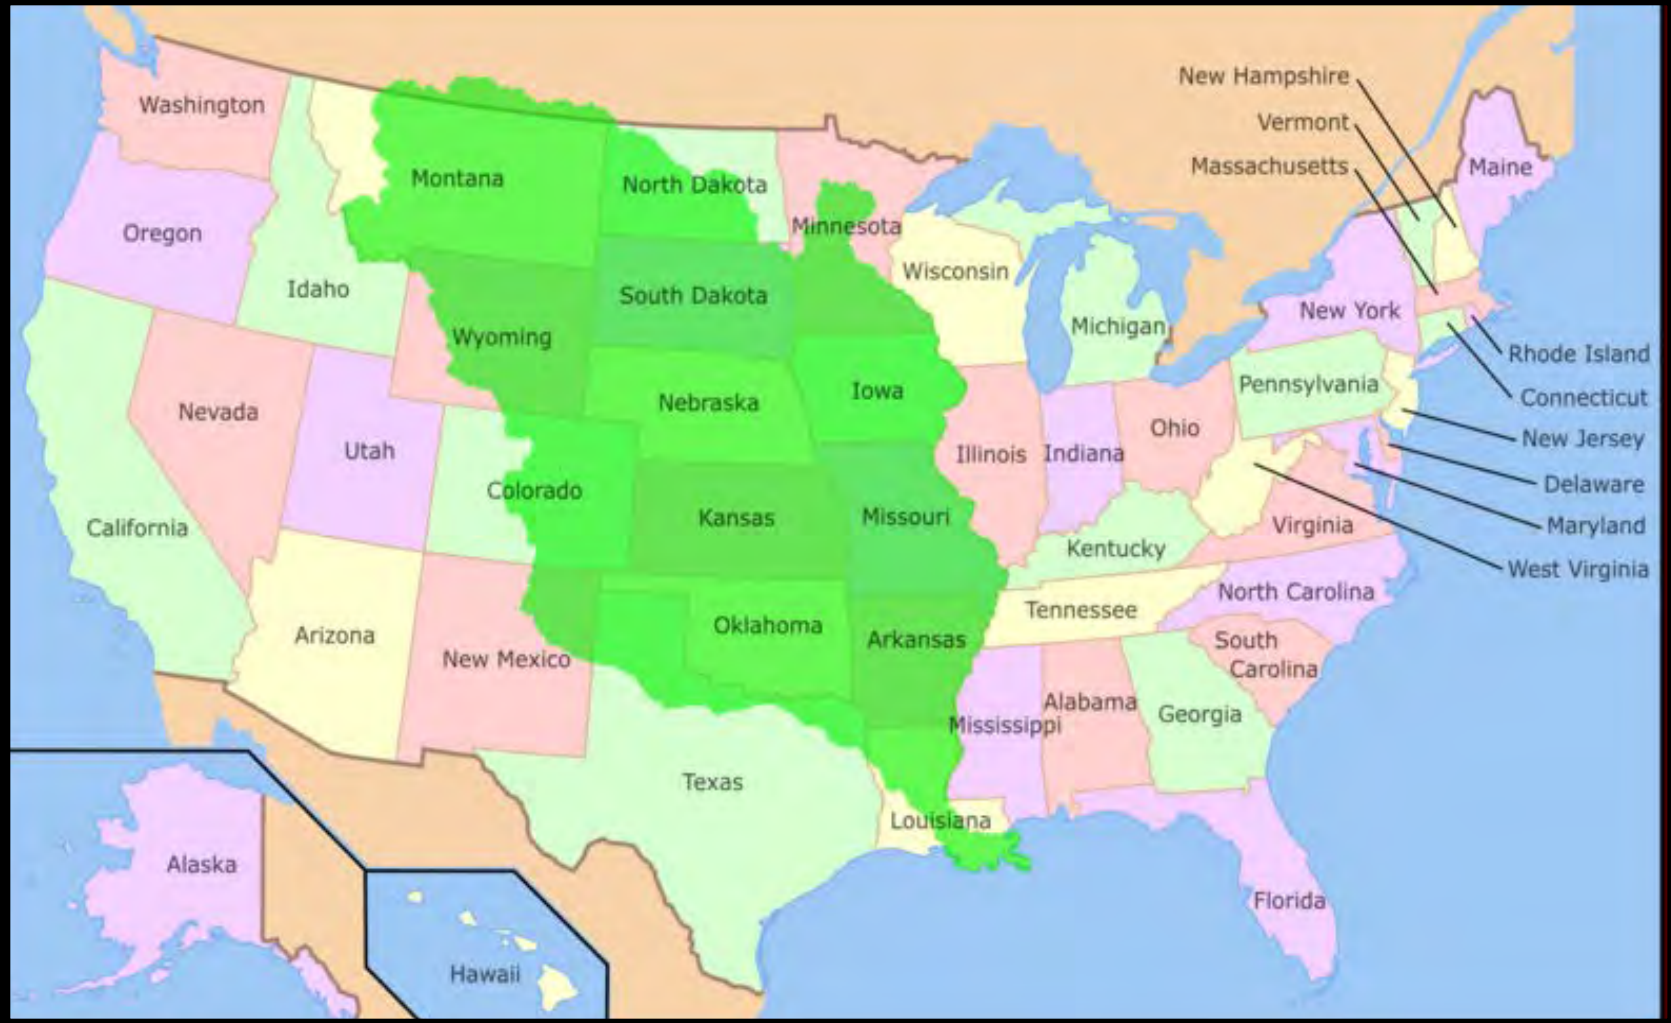 New Hampshire
Washington
Vermont
Massachusetts
Maine
Montana
North Dakota
Minnesota
Oregon
Wisconsin
Idaho
South Dakota
New York
Michigan
Wyoming
Rhode Island
Pennsylvania
Iowa
Nebraska
Connecticut
Nevada
Ohio
New Jersey
Utah
Illinois
Indiana
Delaware
Colorado
Kansas
Missouri
California
Virginia
Maryland
Kentucky
West Virginia
North Carolina
Tennessee
Oklahoma
Arizona
Arkansas
South
Carolina
New Mexico
Alabama
Georgia
Mississippi
Texas
Louisiana
Alaska
Florida
Hawaii